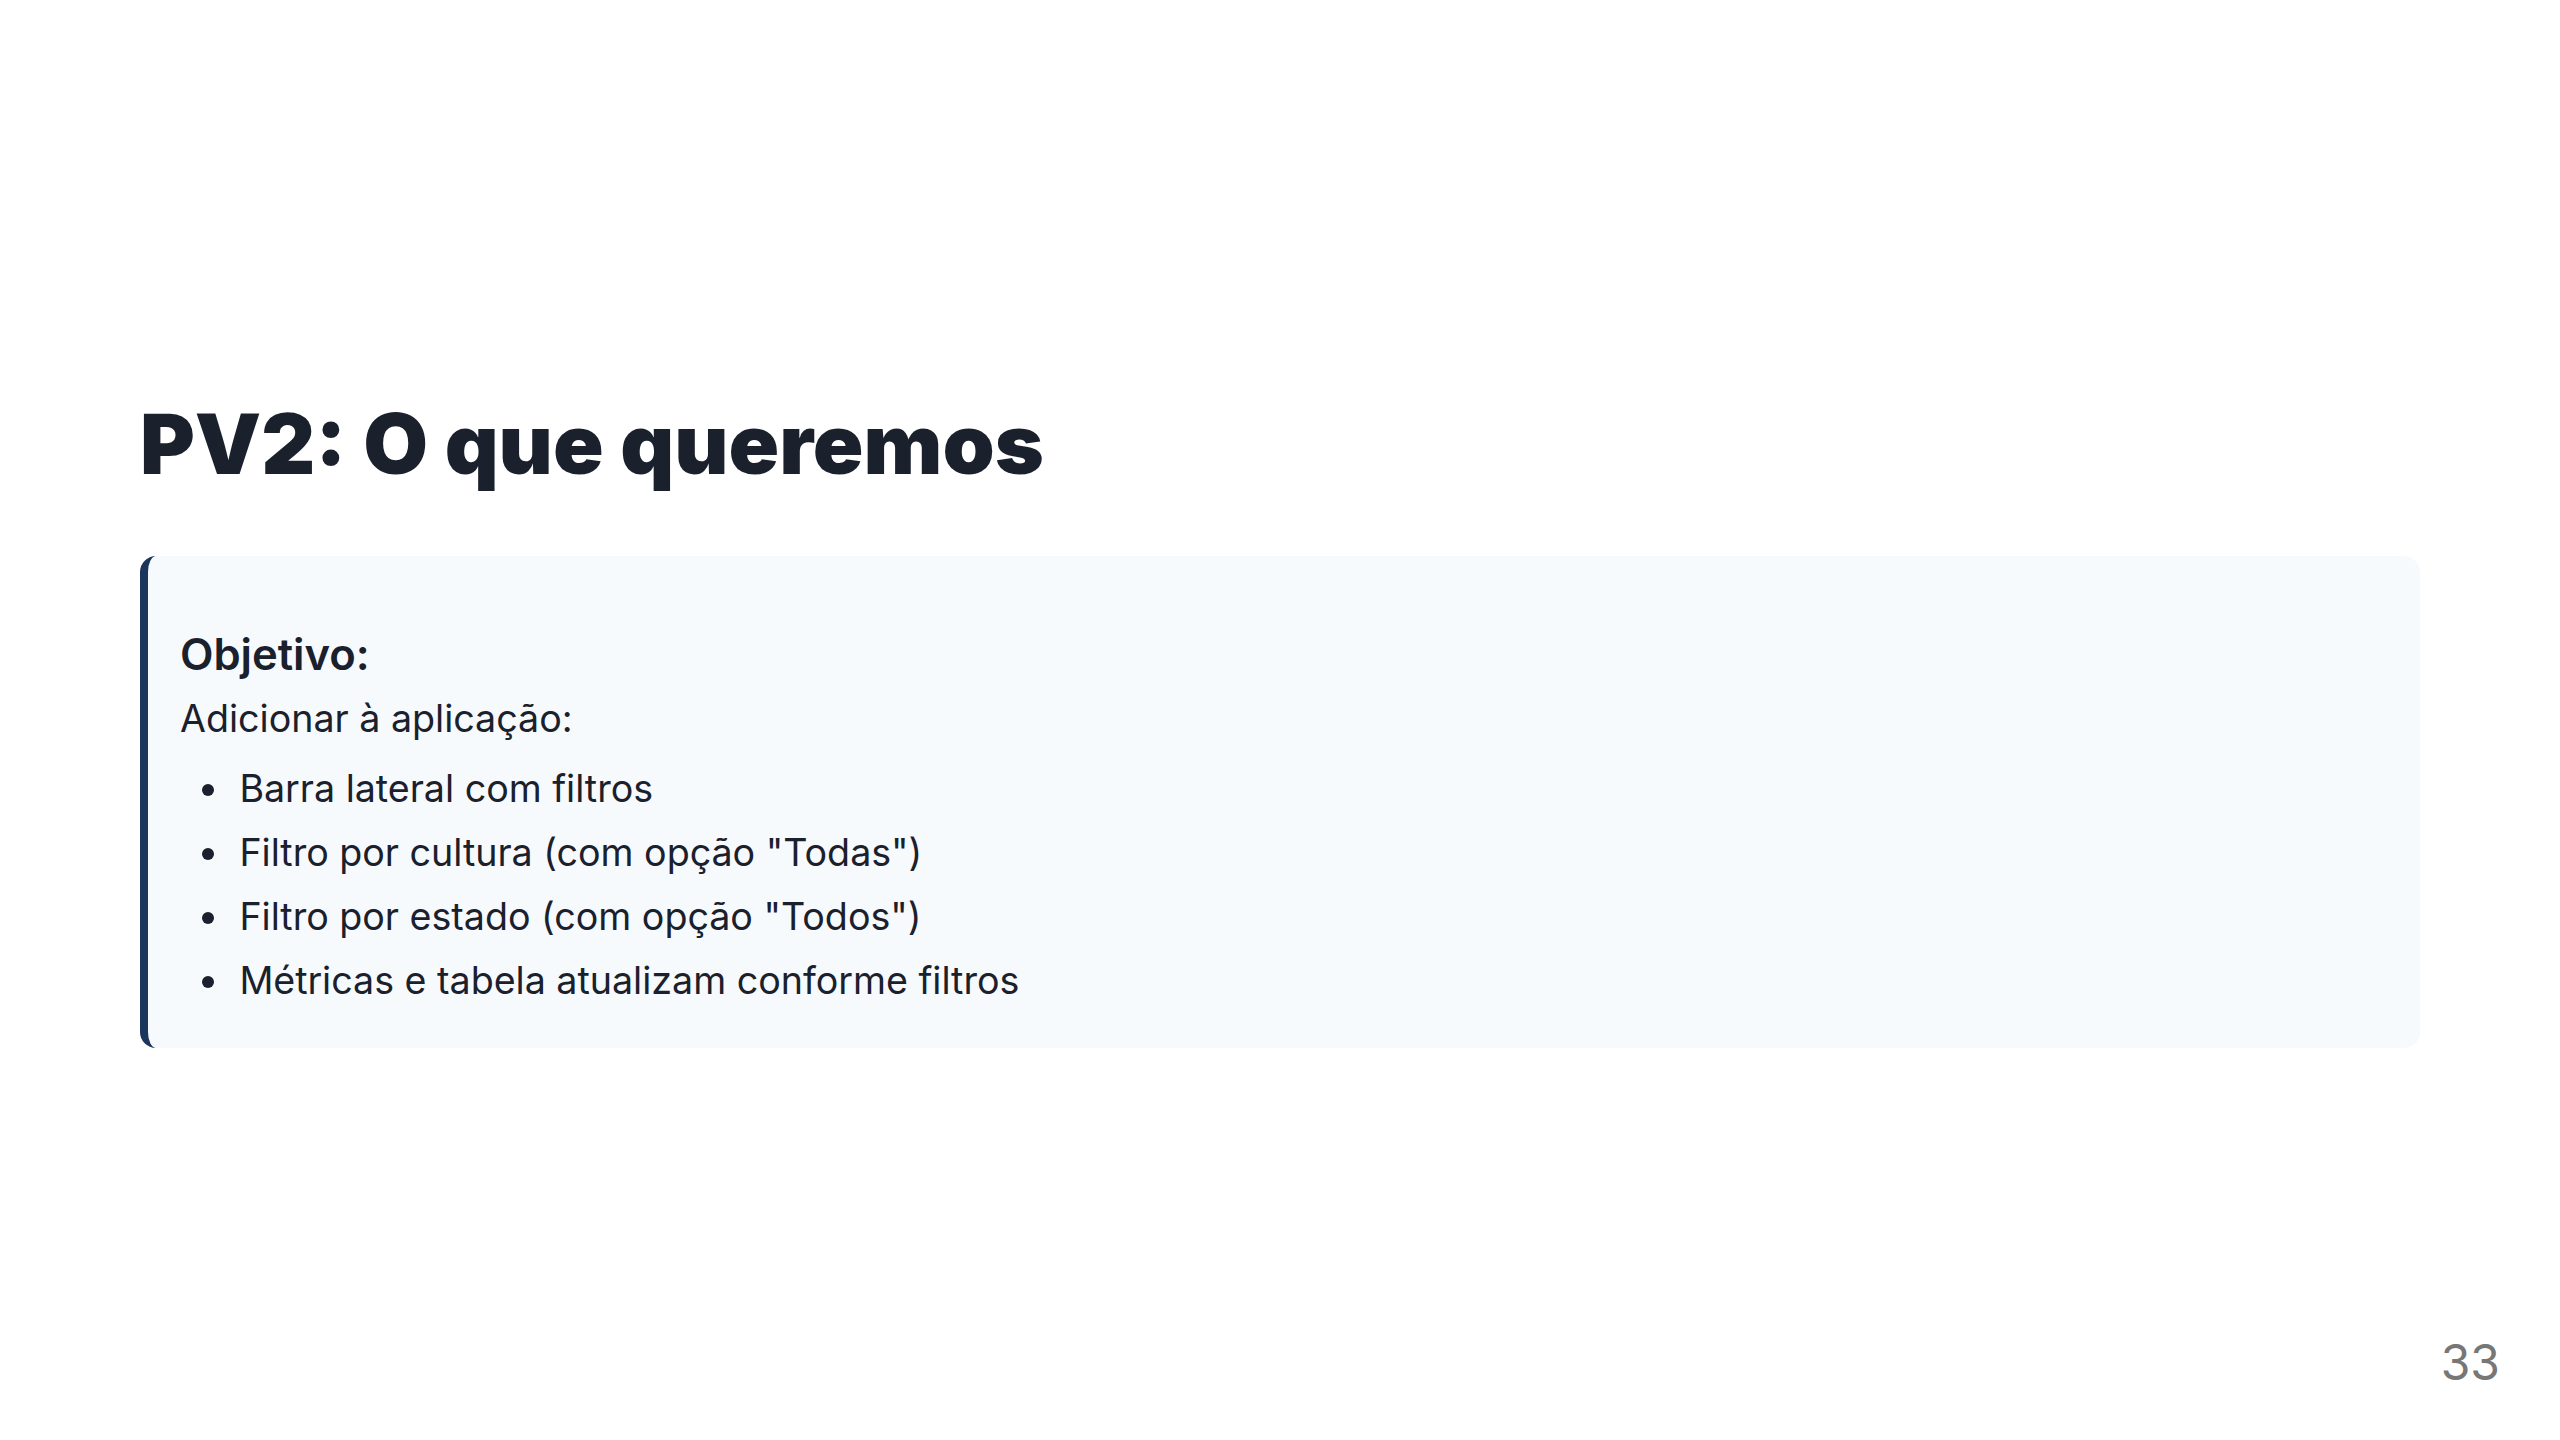 PV2: O que queremos
Objetivo:
Adicionar à aplicação:
• Barra lateral com filtros
• Filtro por cultura (com opção "Todas")
• Filtro por estado (com opção "Todos")
• Métricas e tabela atualizam conforme filtros
33